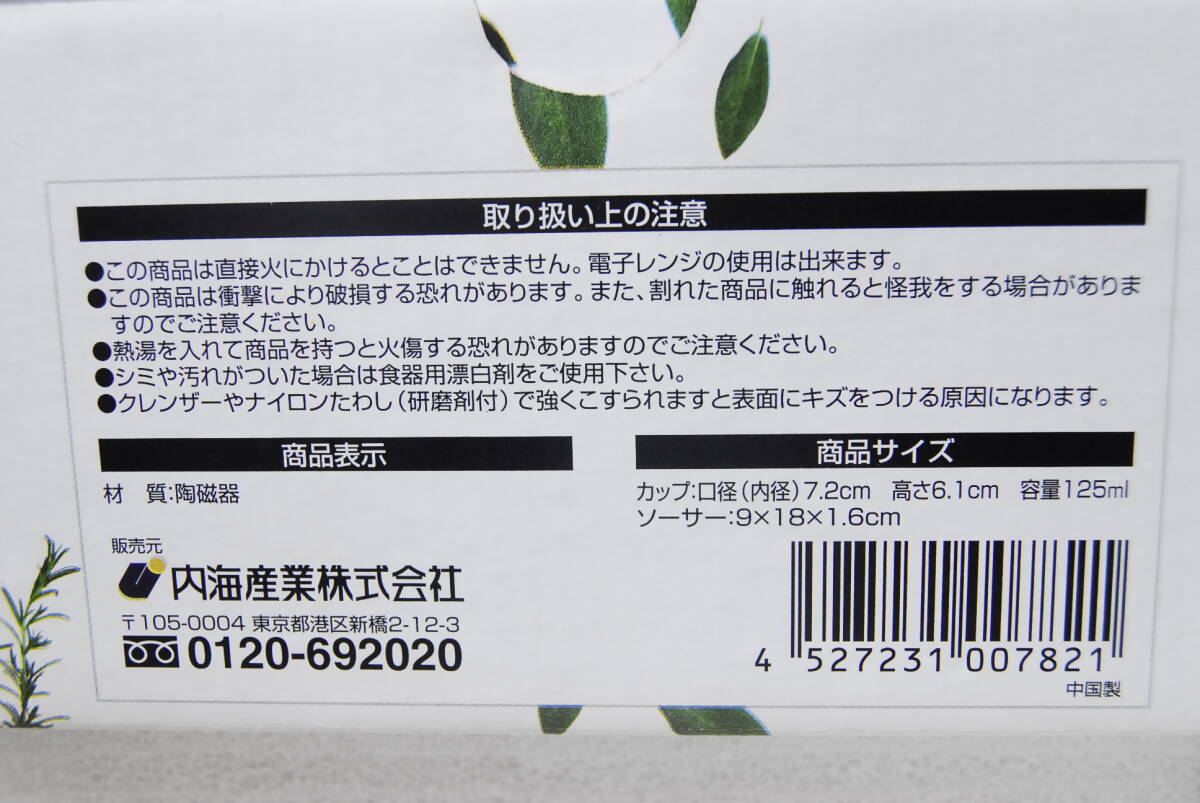 取り扱い上の注意
●この商品は直接火にかけるとことはできません。電子レンジの使用は出来ます。
●この商品は衝撃により破損する恐れがあります。また、割れた商品に触れると怪我をする場合がありま
すのでご注意ください。
●熱湯を入れて商品を持つと火傷する恐れがありますのでご注意ください。
●シミや汚れがついた場合は食器用漂白剤をご使用下さい。
●クレンザーやナイロンたわし(研磨剤付)で強くこすられますと表面にキズをつける原因になります。
商品表示
材　質:陶磁器
商品サイズ
カップ:口径(内径)7.2cm　高さ6.1cm　容量125ml
ソーサー:9×18×1.6cm
販売元
内海産業株式会社
〒105-0004 東京都港区新橋2-12-3
0120-692020
4 527231 007821
中国製